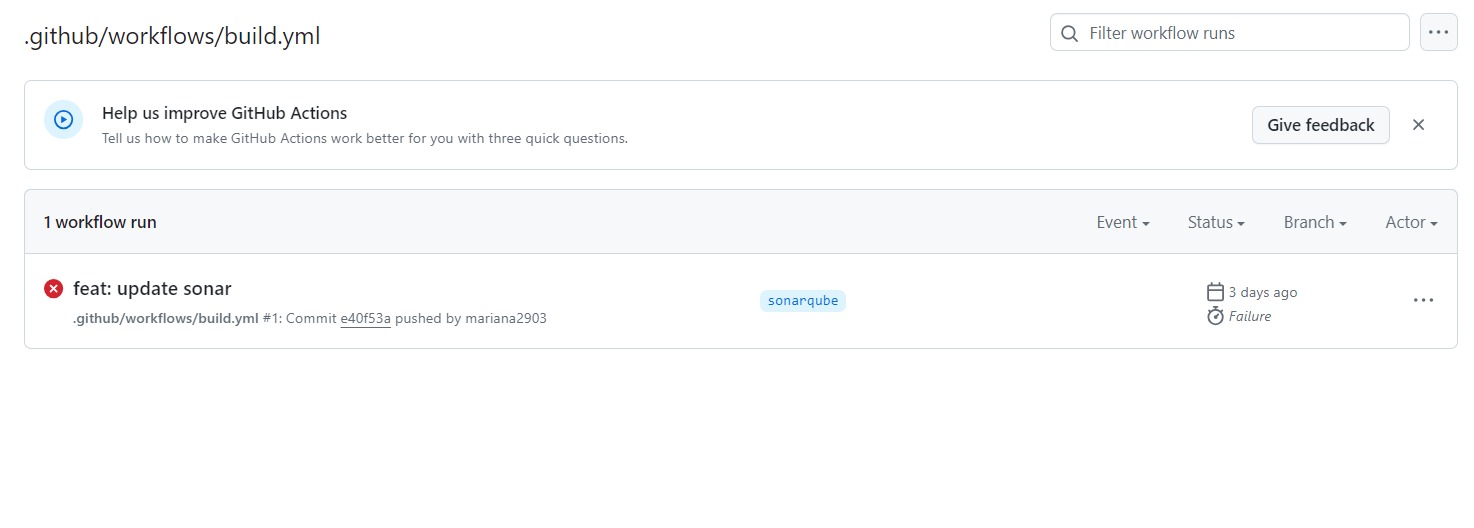 .github/workflows/build.yml
Filter workflow runs
Help us improve GitHub Actions
Tell us how to make GitHub Actions work better for you with three quick questions.
Give feedback
1 workflow run
Event
Status
Branch
Actor
feat: update sonar
.github/workflows/build.yml #1: Commit e40f53a pushed by mariana2903
sonarqube
3 days ago
Failure